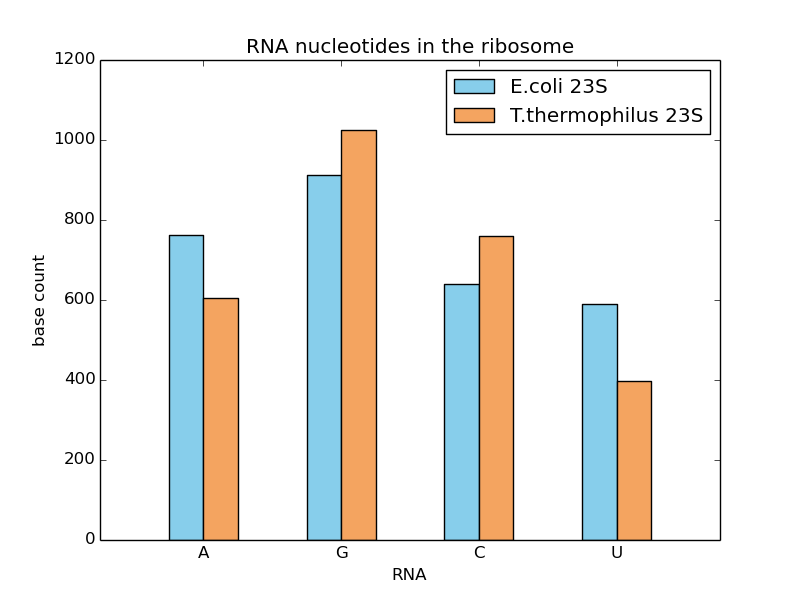 RNA nucleotides in the ribosome
E.coli 23S
T.thermophilus 23S
1200
1000
800
600
400
200
0
base count
A G C U
RNA